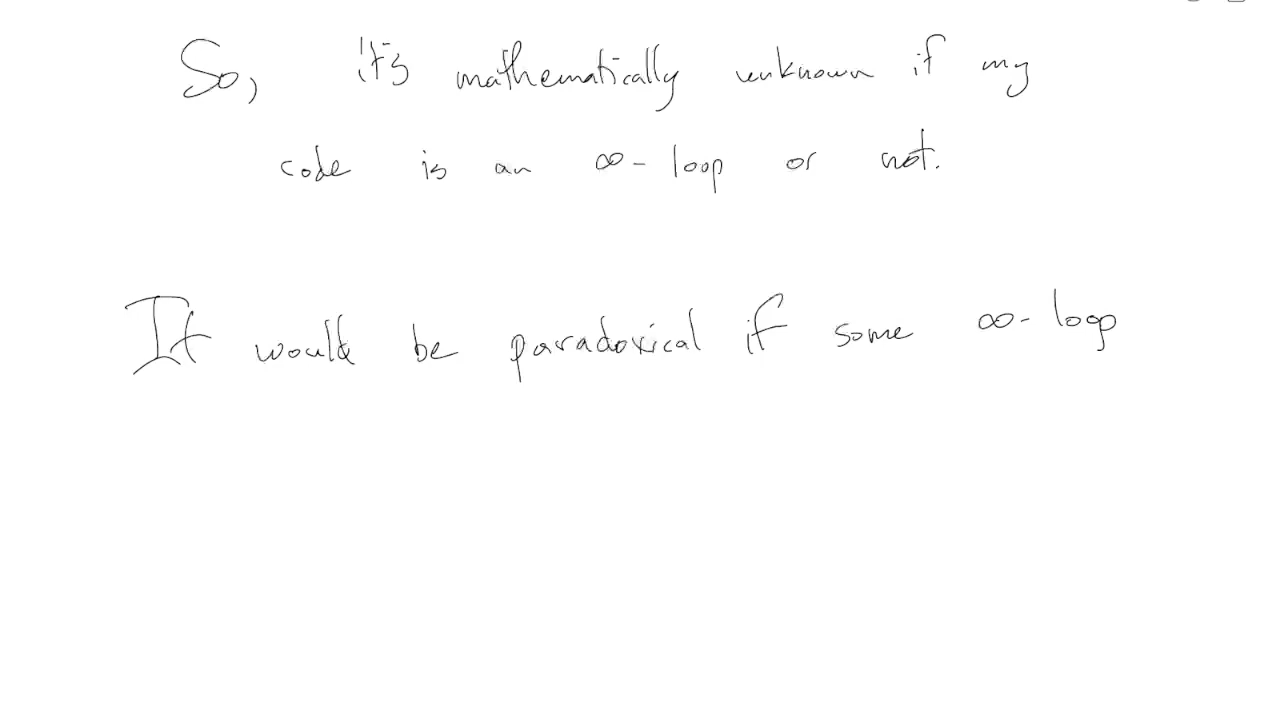 So, it's mathematically unknown if my
code is an ∞-loop or not.
It would be paradoxical if some ∞-loop